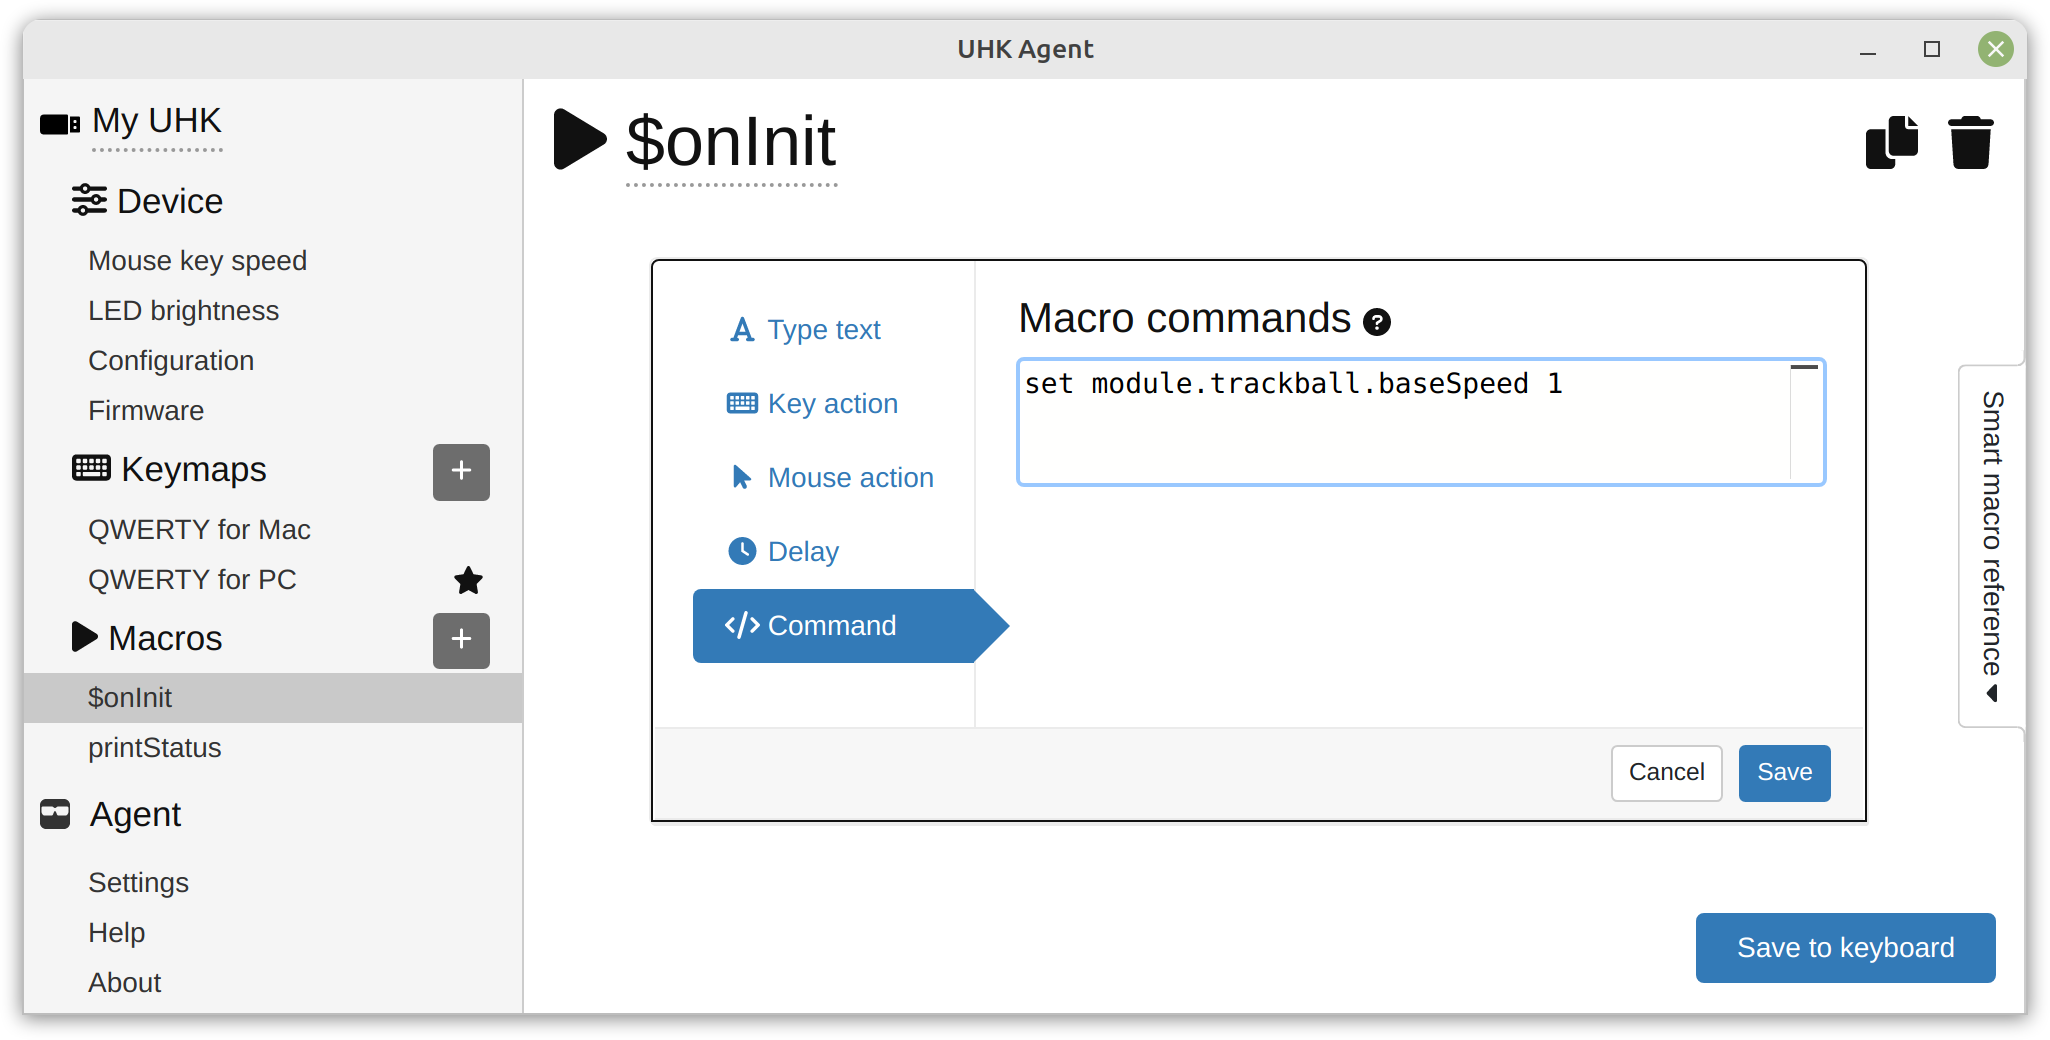 UHK Agent
My UHK
Device
Mouse key speed
LED brightness
Configuration
Firmware
Keymaps
+
QWERTY for Mac
QWERTY for PC
Macros
+
$onInit
printStatus
Agent
Settings
Help
About
$onInit
Type text
Key action
Mouse action
Delay
</> Command
Macro commands ?
set module.trackball.baseSpeed 1
Cancel
Save
Smart macro reference
Save to keyboard